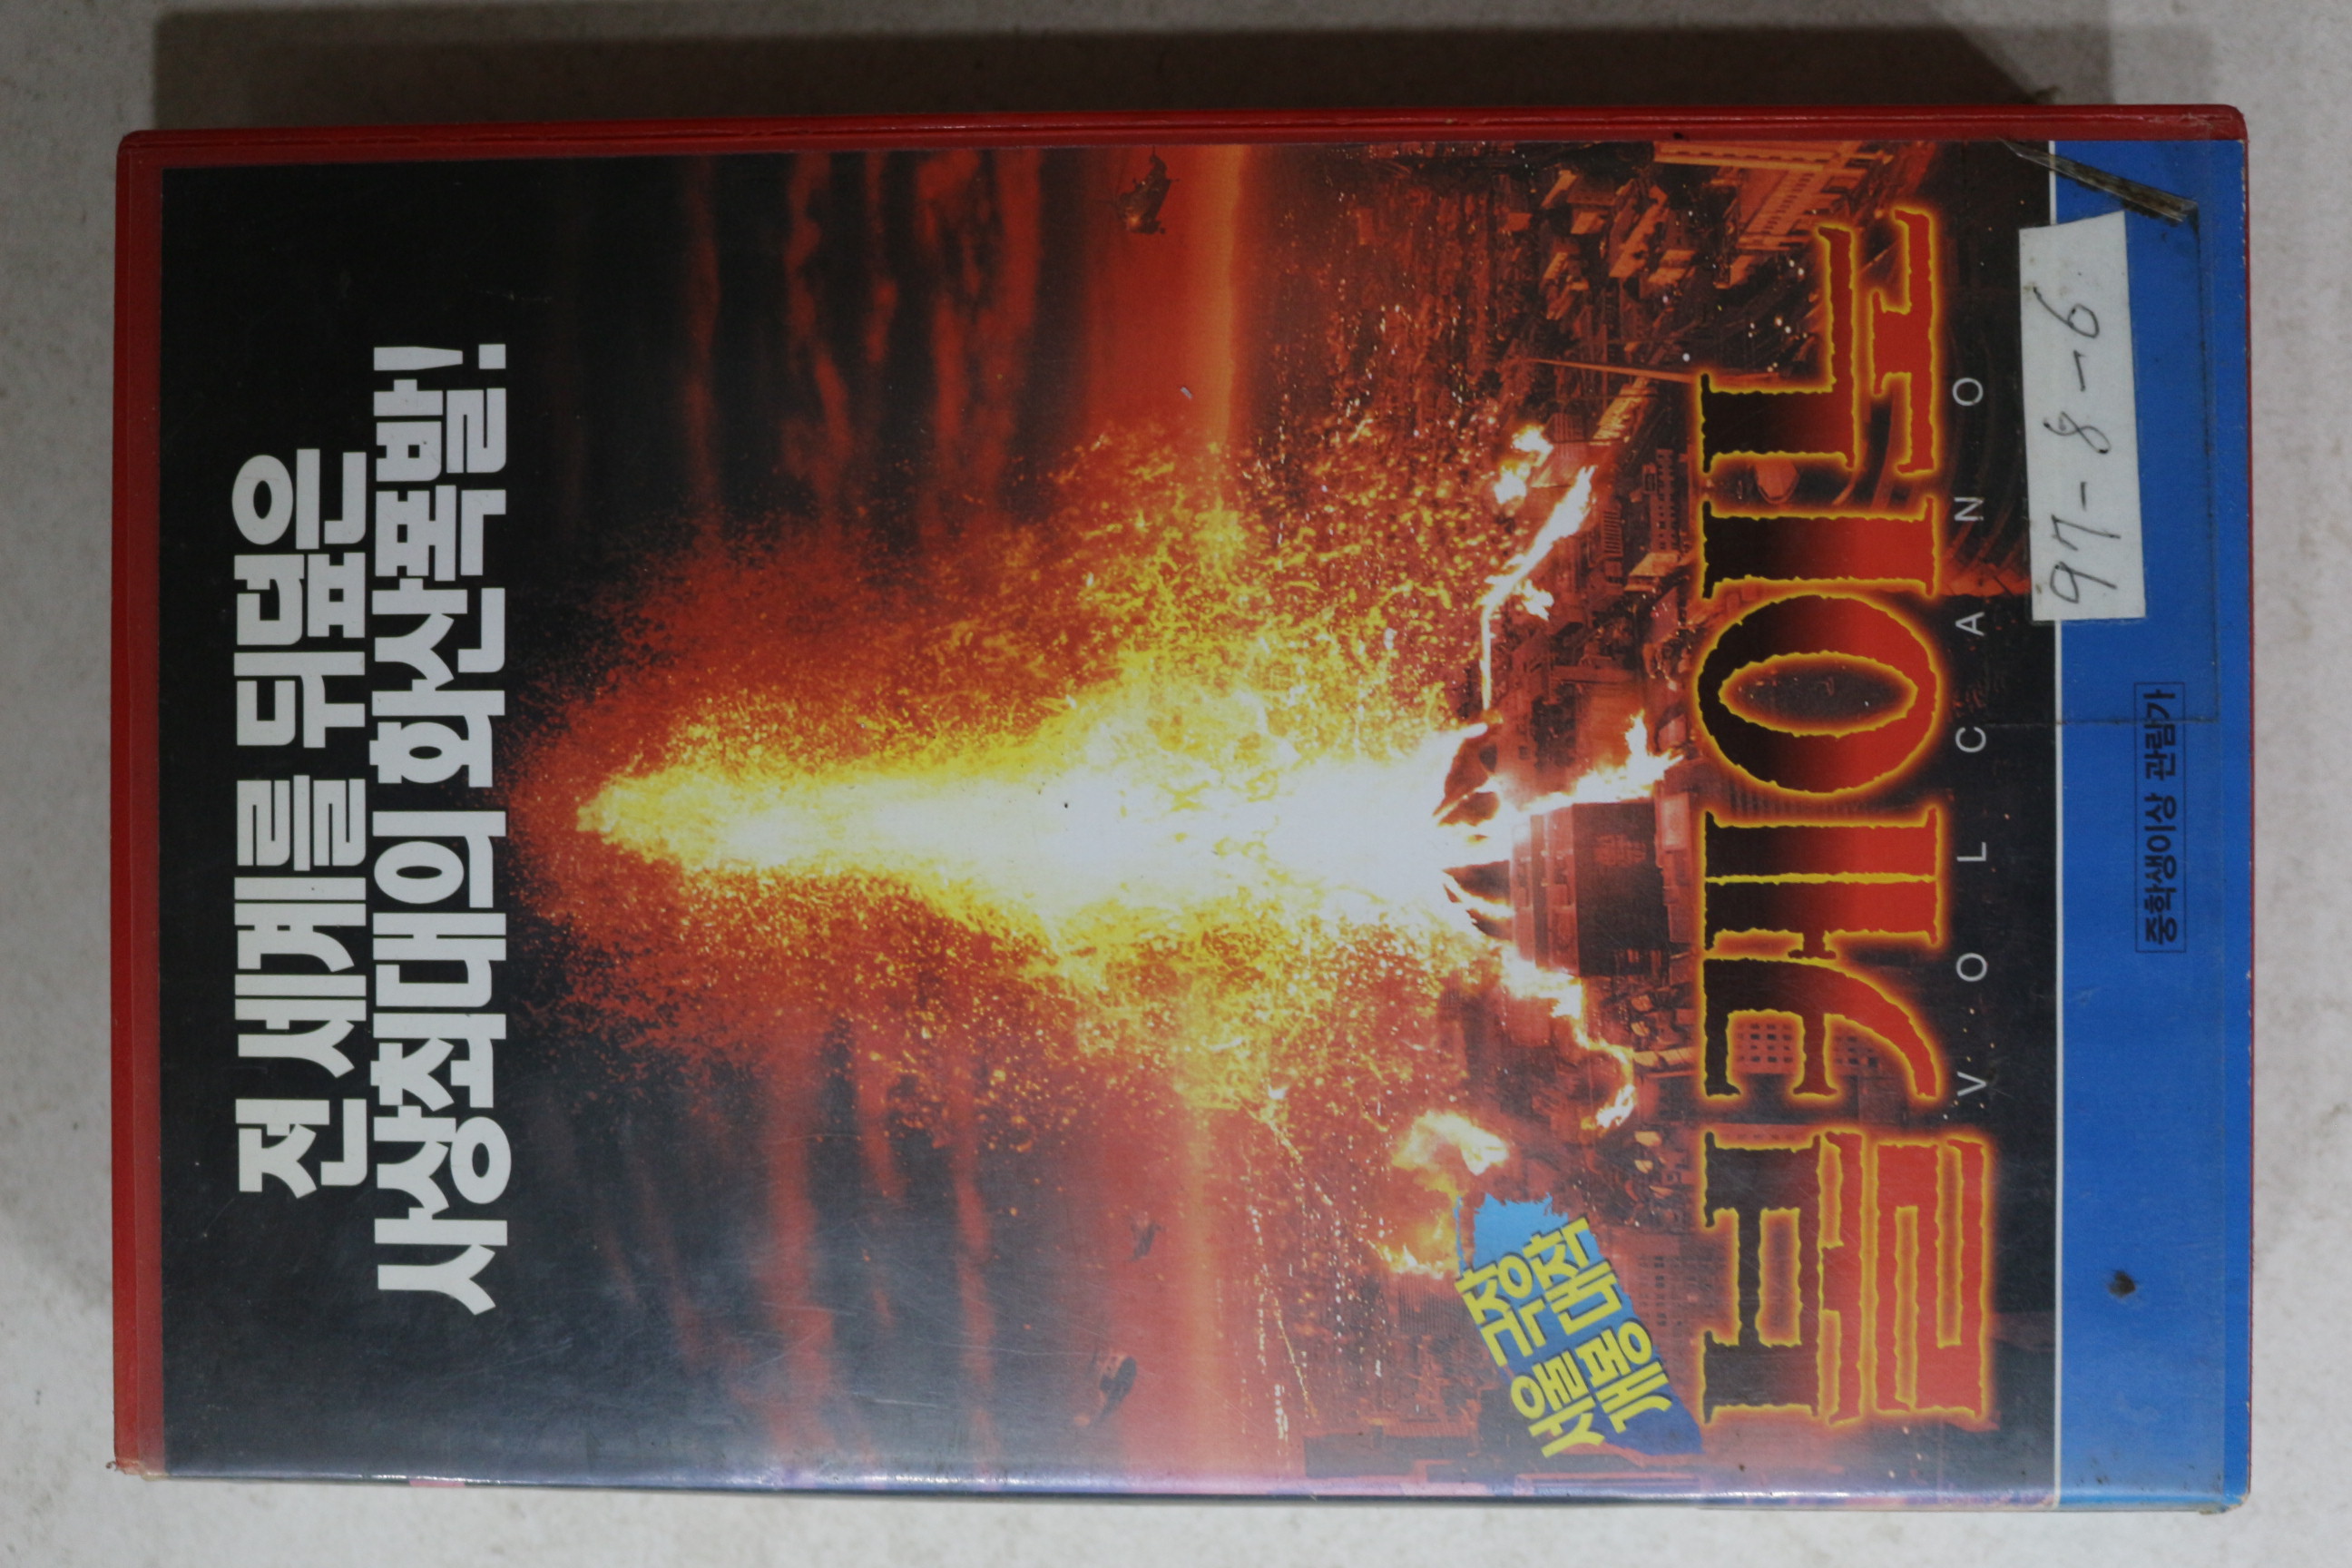 전 세계를 뒤덮은
사상최대의 화산폭발!
서울 극장
개봉 대작
볼케이노
VOLCANO
97-8-6
중학생이상 관람가